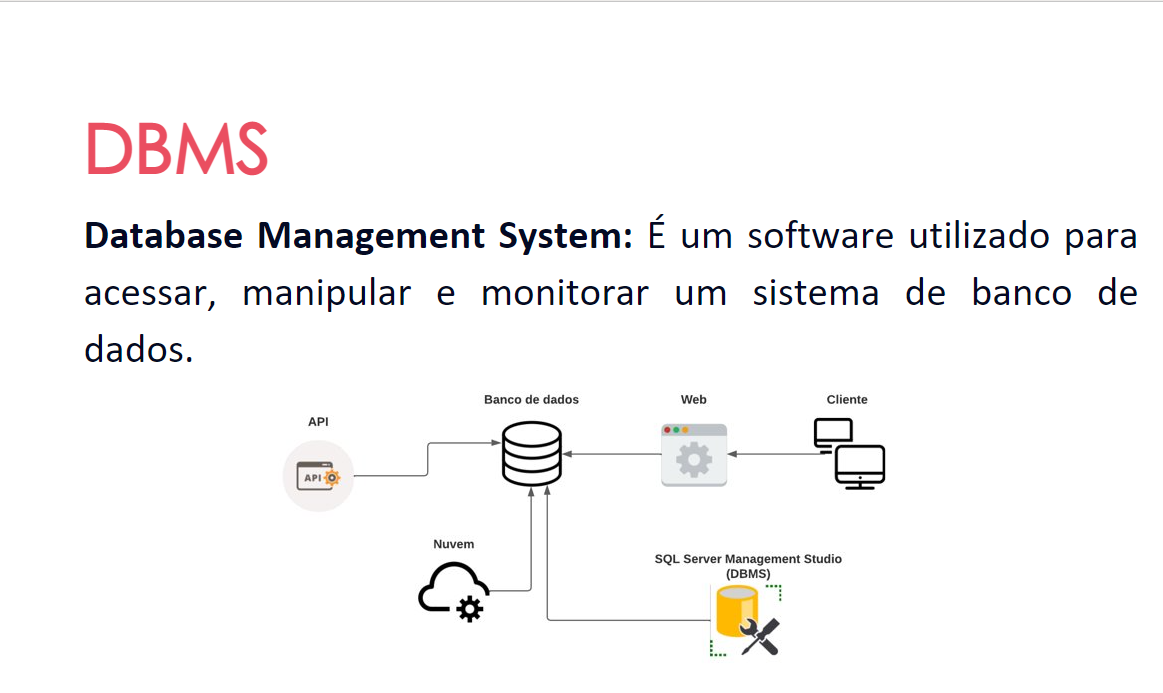 DBMS
Database Management System: É um software utilizado para
acessar, manipular e monitorar um sistema de banco de
dados.
Banco de dados
Web
Cliente
API
API
Nuvem
SQL Server Management Studio
(DBMS)